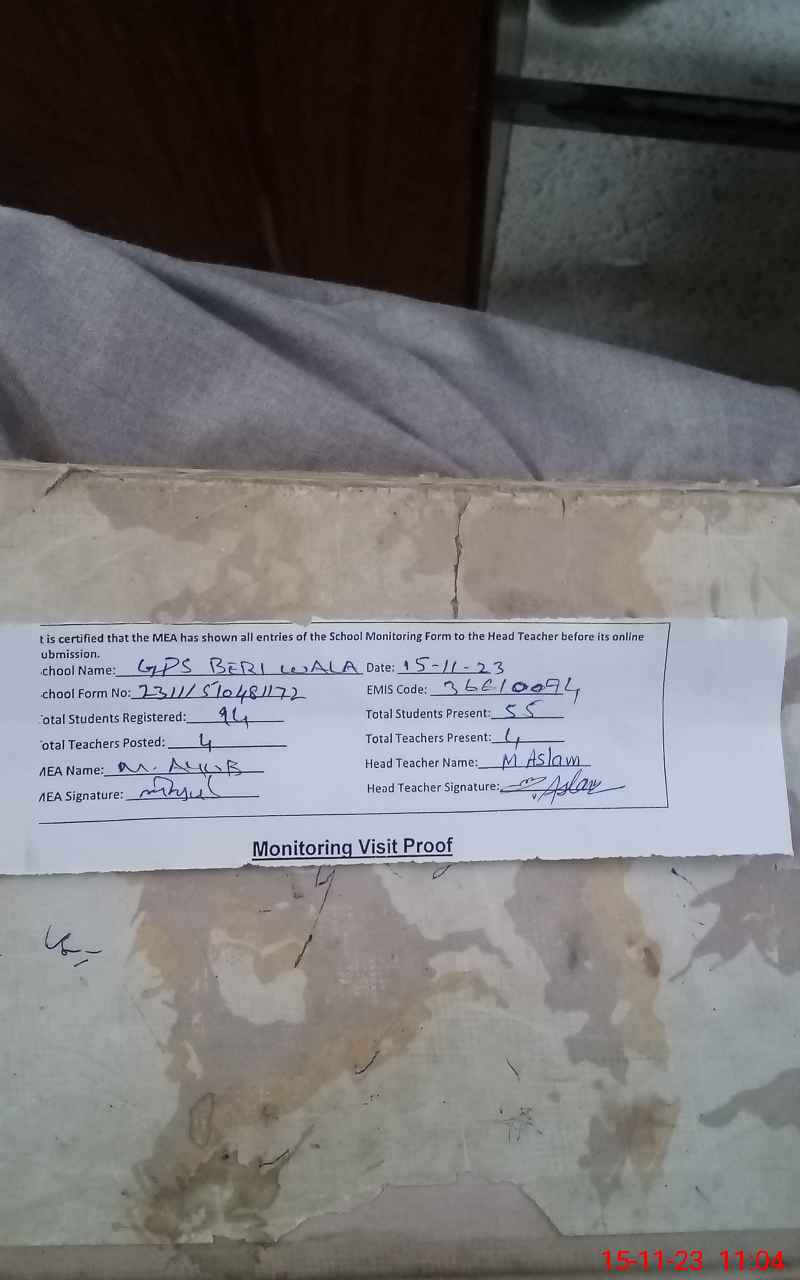 t is certified that the MEA has shown all entries of the School Monitoring Form to the Head Teacher before its online
ubmission.
chool Name: GPS BERI WALA Date: 15-11-23
chool Form No: 2311/510481172 EMIS Code: 36610094
otal Students Registered: 94 Total Students Present: 55
otal Teachers Posted: 4 Total Teachers Present: 4
MEA Name: M. AYUB Head Teacher Name: M Aslam
MEA Signature: Head Teacher Signature: Aslam
Monitoring Visit Proof
15-11-23 11:04